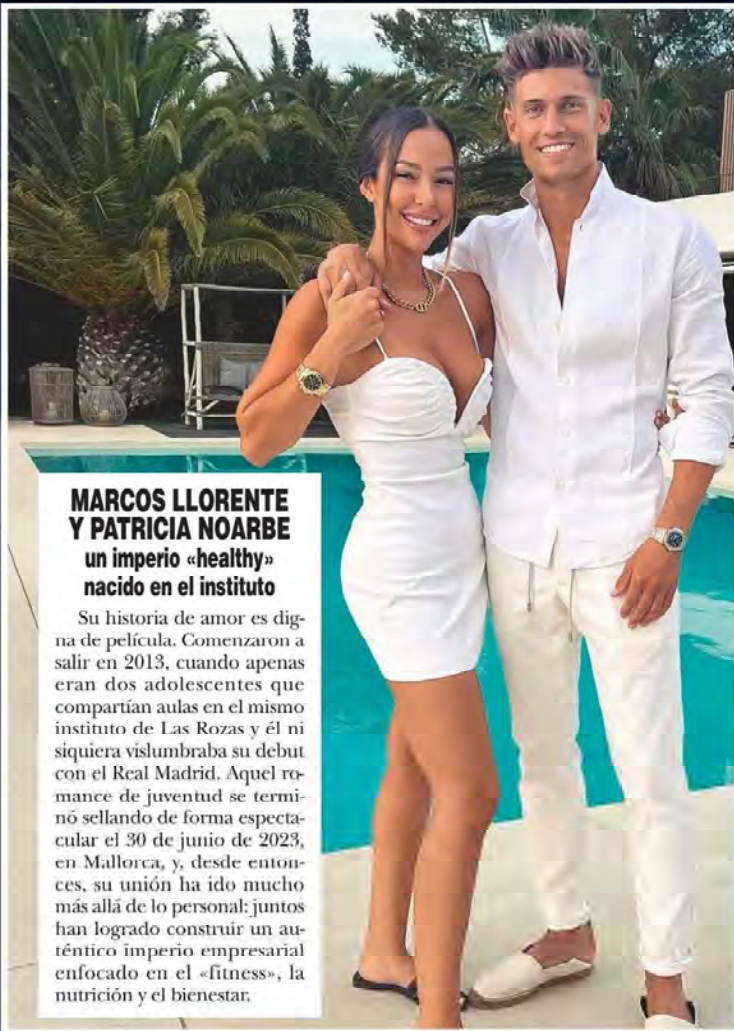 MARCOS LLORENTE
Y PATRICIA NOARBE
un imperio «healthy»
nacido en el instituto
Su historia de amor es dig-
na de película. Comenzaron a
salir en 2013, cuando apenas
eran dos adolescentes que
compartían aulas en el mismo
instituto de Las Rozas y él ni
siquiera vislumbraba su debut
con el Real Madrid. Aquel ro-
mance de juventud se termi-
nó sellando de forma especta-
cular el 30 de junio de 2023,
en Mallorca, y, desde enton-
ces, su unión ha ido mucho
más allá de lo personal: juntos
han logrado construir un au-
téntico imperio empresarial
enfocado en el «fitness», la
nutrición y el bienestar.